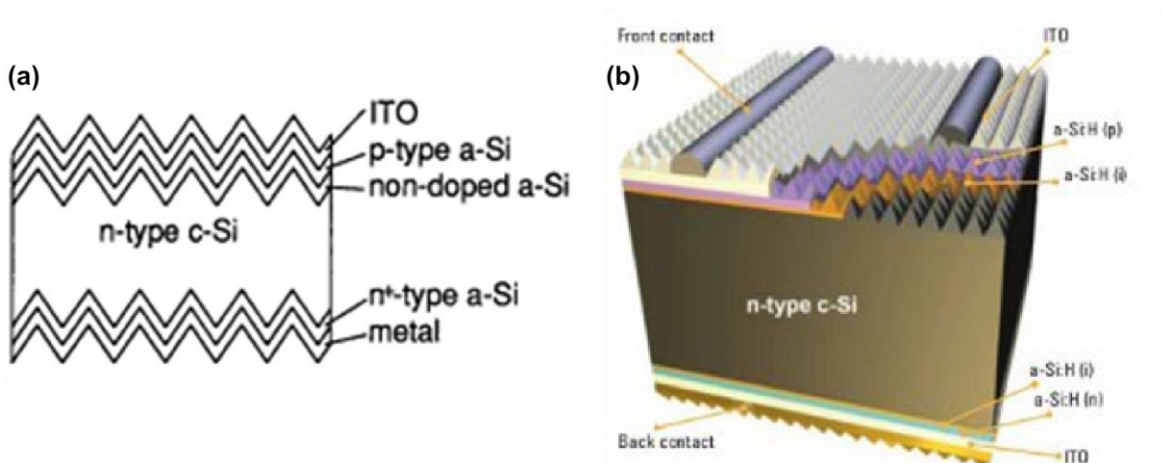 (a)
ITO
p-type a-Si
non-doped a-Si
n-type c-Si
n⁺-type a-Si
metal
(b)
Front contact
ITO
a-Si:H (p)
a-Si:H (i)
n-type c-Si
a-Si:H (i)
a-Si:H (n)
Back contact
ITO